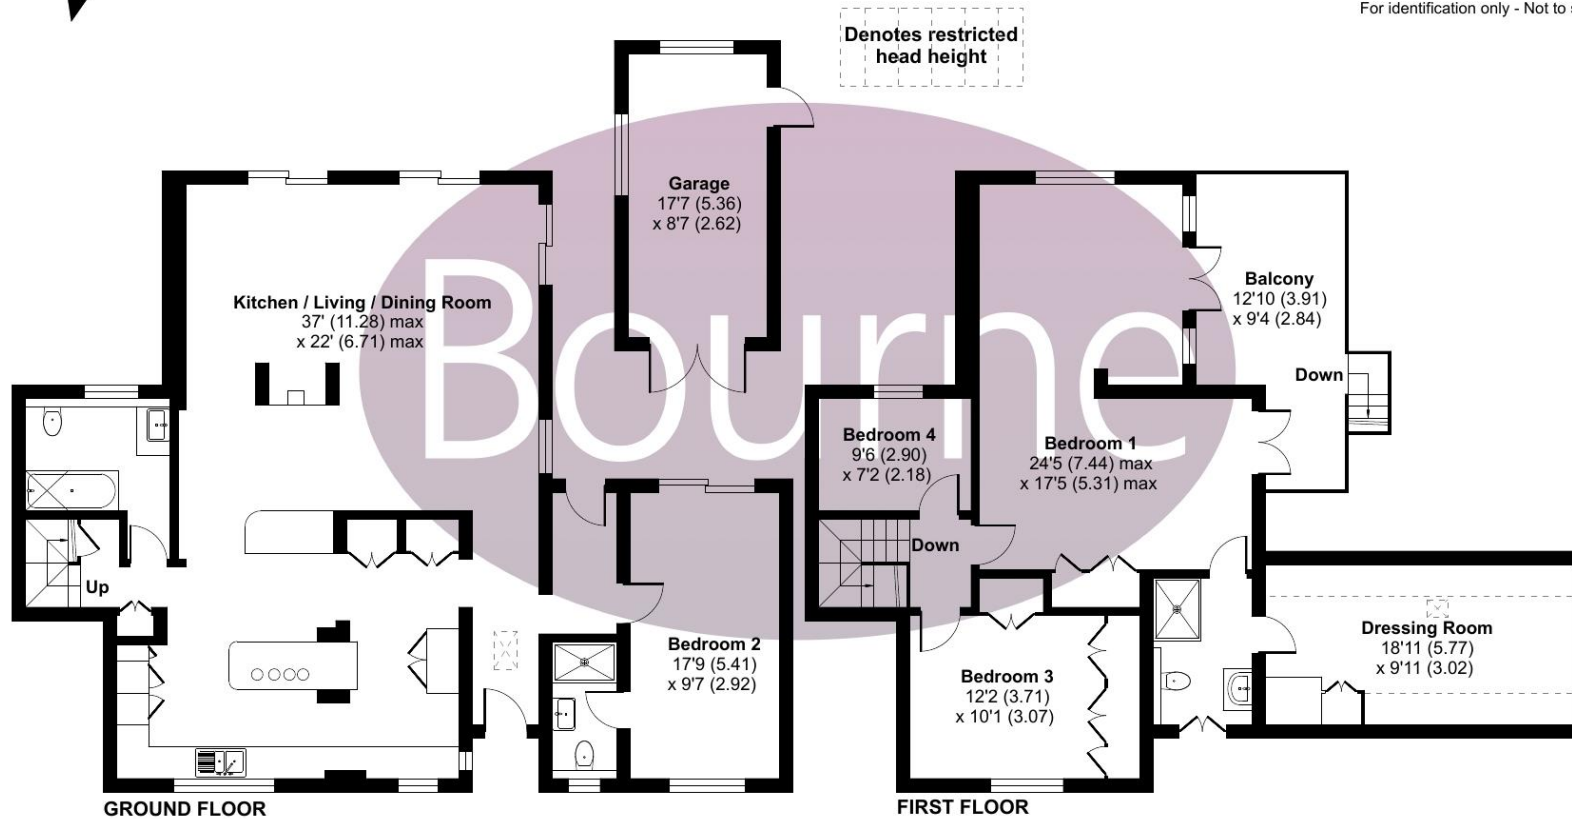 For identification only - Not to
Denotes restricted
head height
Garage
17'7 (5.36)
x 8'7 (2.62)
Kitchen / Living / Dining Room
37' (11.28) max
x 22' (6.71) max
Bourne
Balcony
12'10 (3.91)
x 9'4 (2.84)
Down
Bedroom 4
9'6 (2.90)
x 7'2 (2.18)
Bedroom 1
24'5 (7.44) max
x 17'5 (5.31) max
Down
Up
Bedroom 2
17'9 (5.41)
x 9'7 (2.92)
Bedroom 3
12'2 (3.71)
x 10'1 (3.07)
Dressing Room
18'11 (5.77)
x 9'11 (3.02)
GROUND FLOOR
FIRST FLOOR